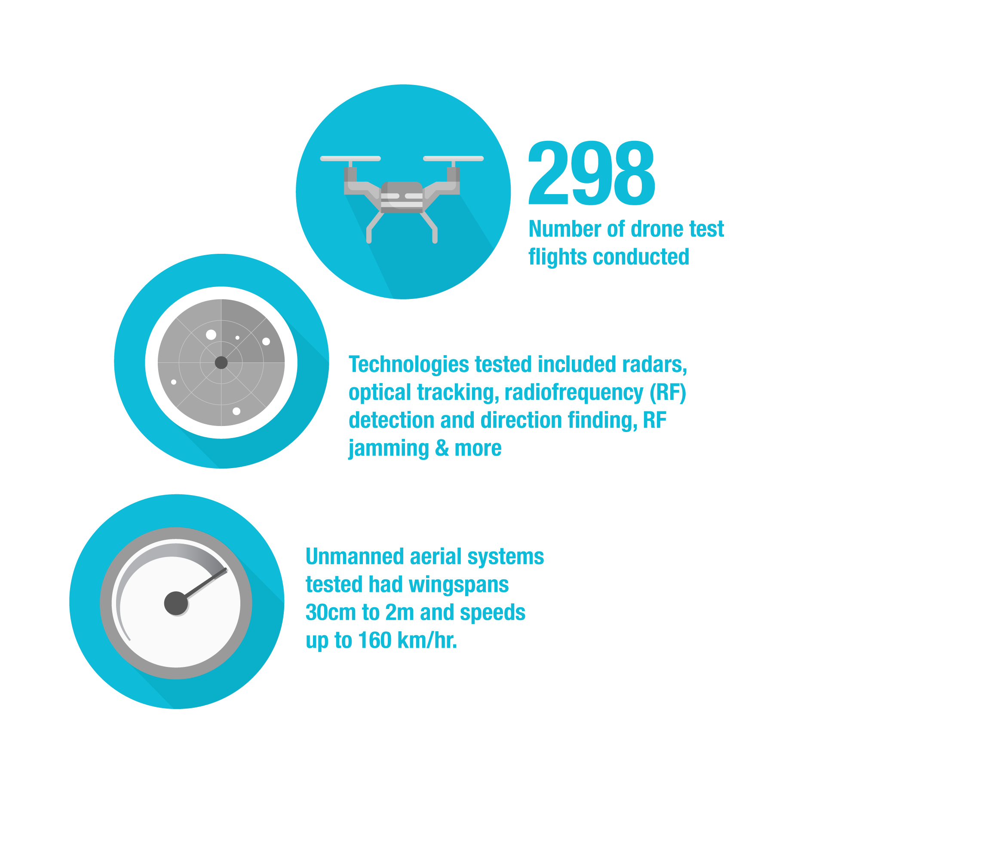 298
Number of drone test
flights conducted
Technologies tested included radars,
optical tracking, radiofrequency (RF)
detection and direction finding, RF
jamming & more
Unmanned aerial systems
tested had wingspans
30cm to 2m and speeds
up to 160 km/hr.